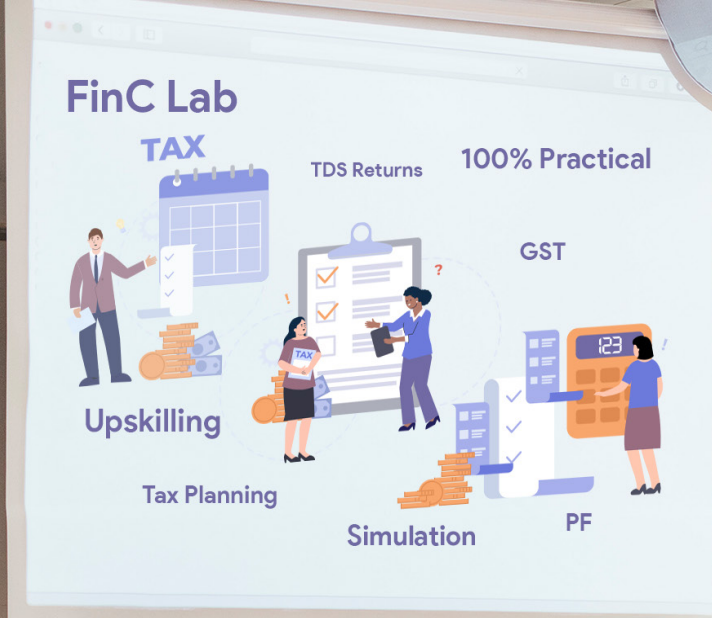 FinC Lab
TAX
TDS Returns
100% Practical
GST
123
TAX
Upskilling
Tax Planning
Simulation
PF